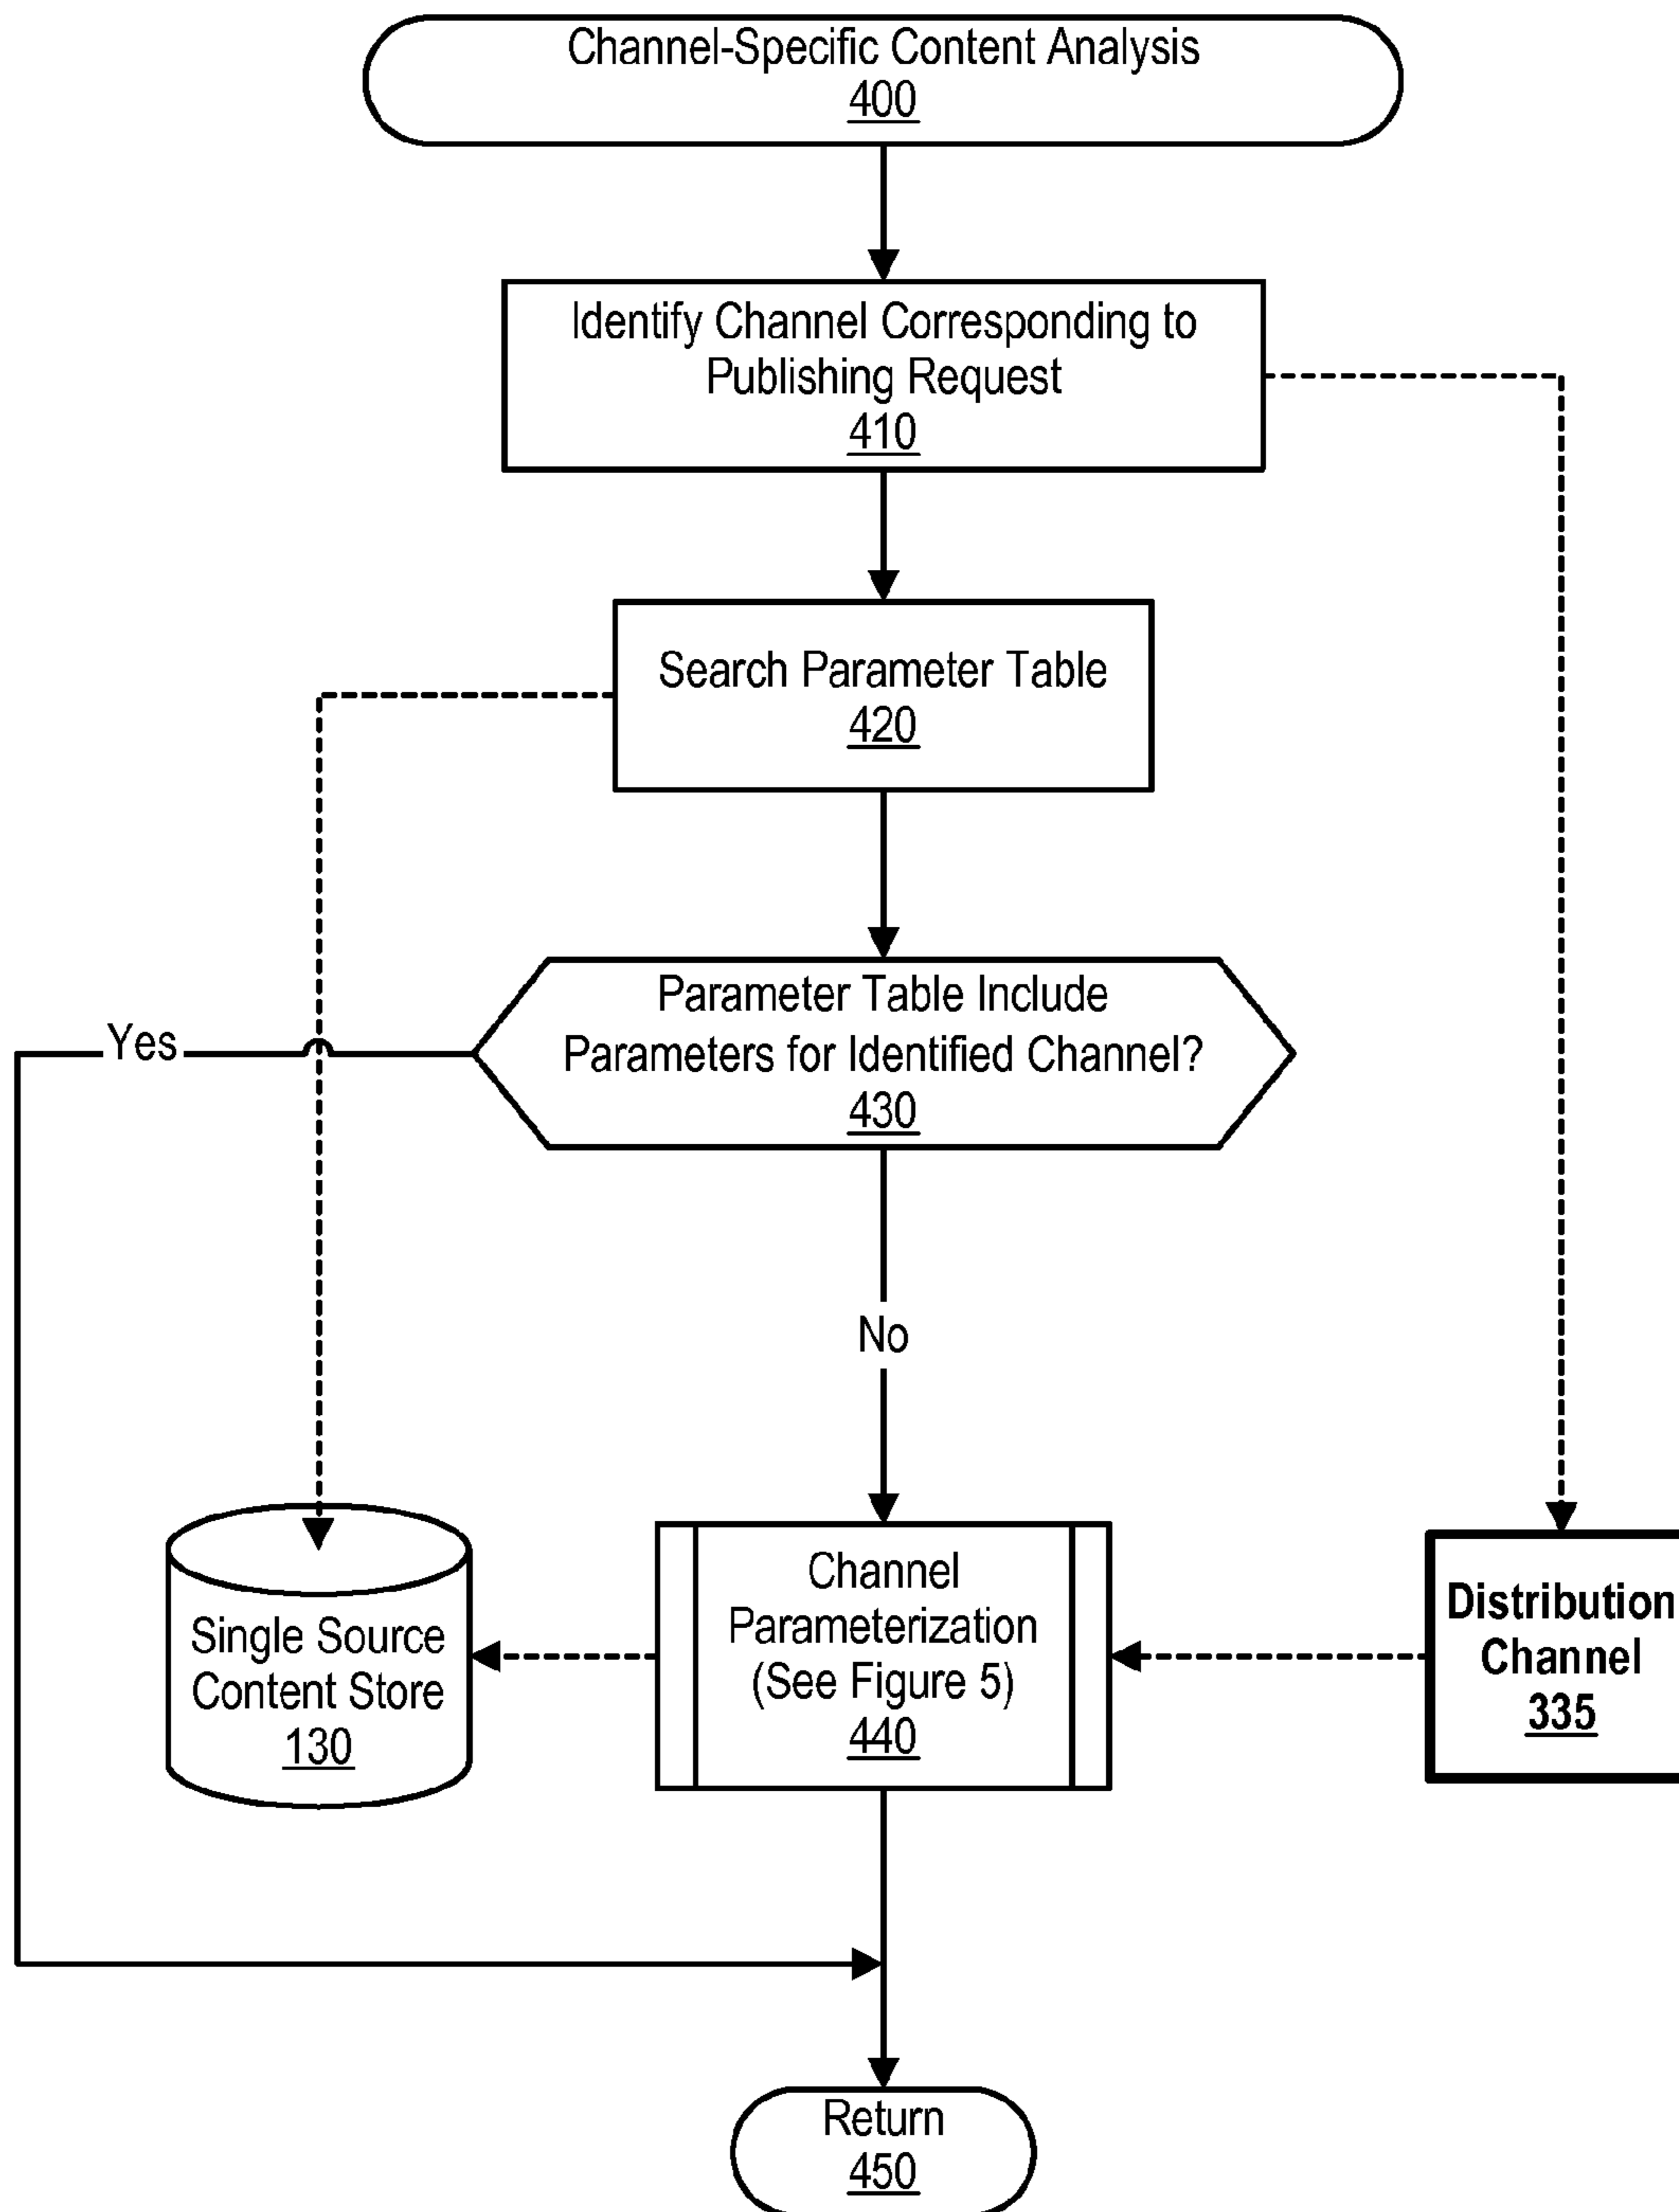 Channel-Specific Content Analysis
400
Identify Channel Corresponding to
Publishing Request
410
Search Parameter Table
420
Parameter Table Include
Parameters for Identified Channel?
430
Yes
No
Single Source
Content Store
130
Channel
Parameterization
(See Figure 5)
440
Distribution
Channel
335
Return
450